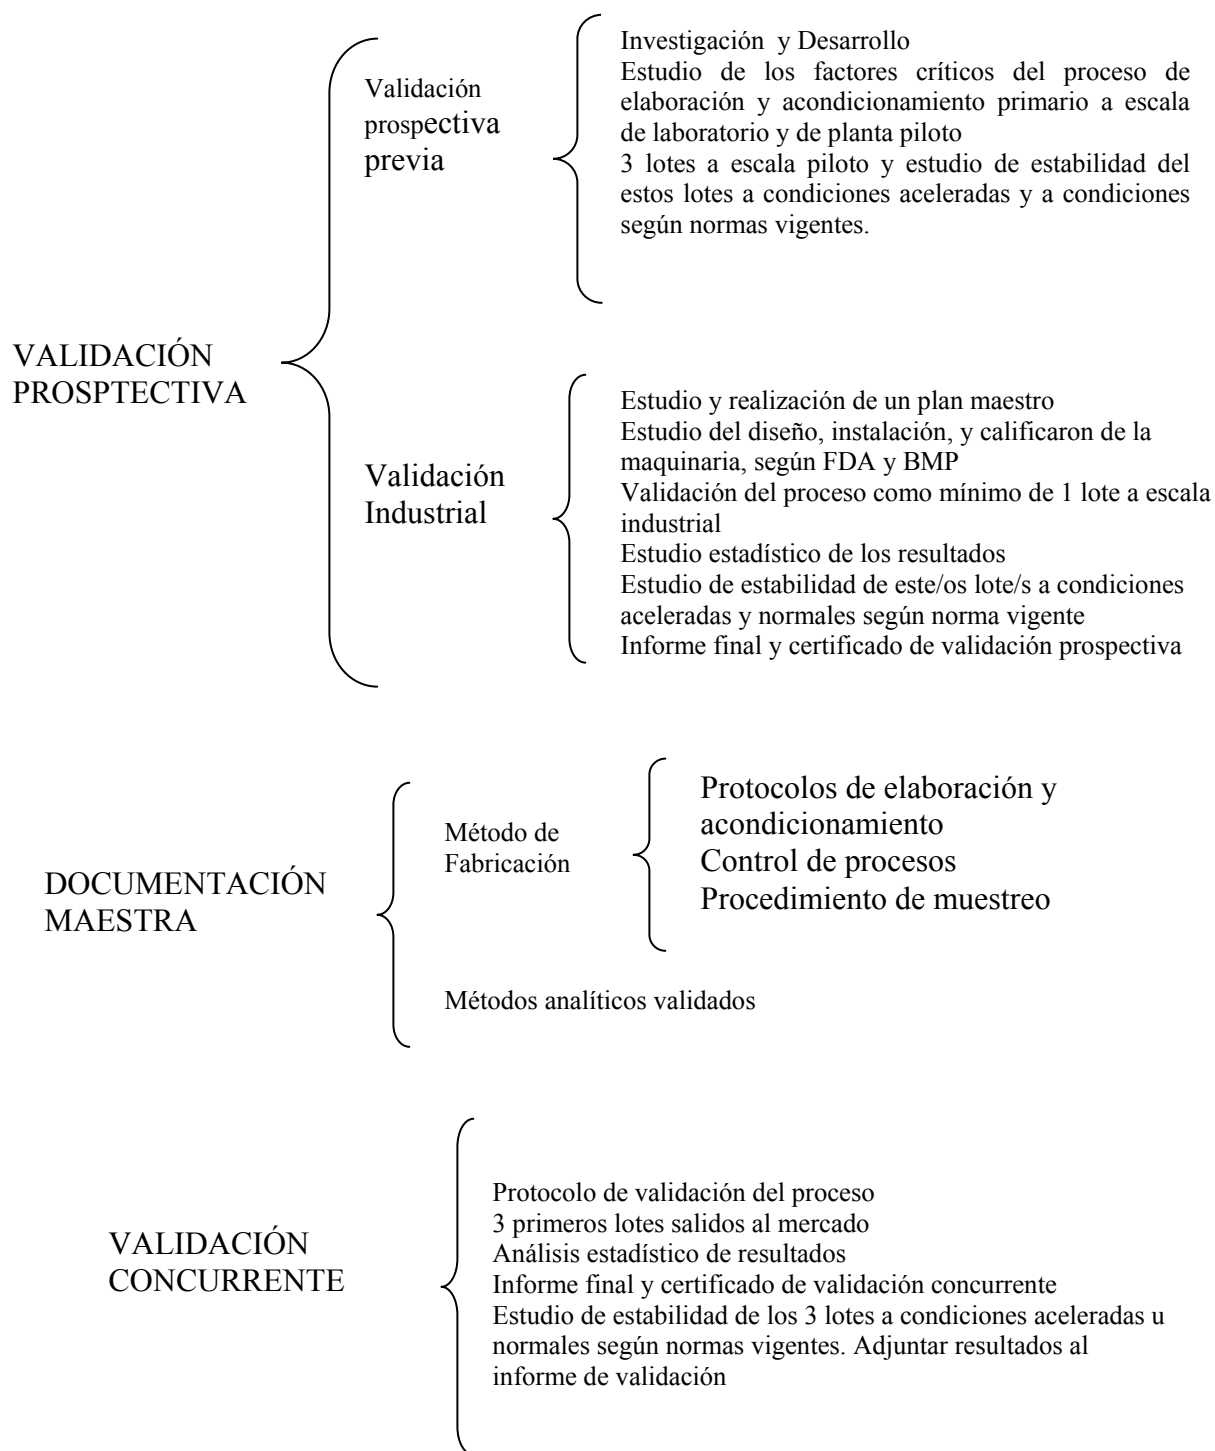 Validación
prospectiva
previa
Investigación y Desarrollo
Estudio de los factores críticos del proceso de
elaboración y acondicionamiento primario a escala
de laboratorio y de planta piloto
3 lotes a escala piloto y estudio de estabilidad del
estos lotes a condiciones aceleradas y a condiciones
según normas vigentes.
VALIDACIÓN
PROSPTECTIVA
Validación
Industrial
Estudio y realización de un plan maestro
Estudio del diseño, instalación, y calificaron de la
maquinaria, según FDA y BMP
Validación del proceso como mínimo de 1 lote a escala
industrial
Estudio estadístico de los resultados
Estudio de estabilidad de este/os lote/s a condiciones
aceleradas y normales según norma vigente
Informe final y certificado de validación prospectiva
DOCUMENTACIÓN
MAESTRA
Método de
Fabricación
Protocolos de elaboración y
acondicionamiento
Control de procesos
Procedimiento de muestreo
Métodos analíticos validados
VALIDACIÓN
CONCURRENTE
Protocolo de validación del proceso
3 primeros lotes salidos al mercado
Análisis estadístico de resultados
Informe final y certificado de validación concurrente
Estudio de estabilidad de los 3 lotes a condiciones aceleradas u
normales según normas vigentes. Adjuntar resultados al
informe de validación